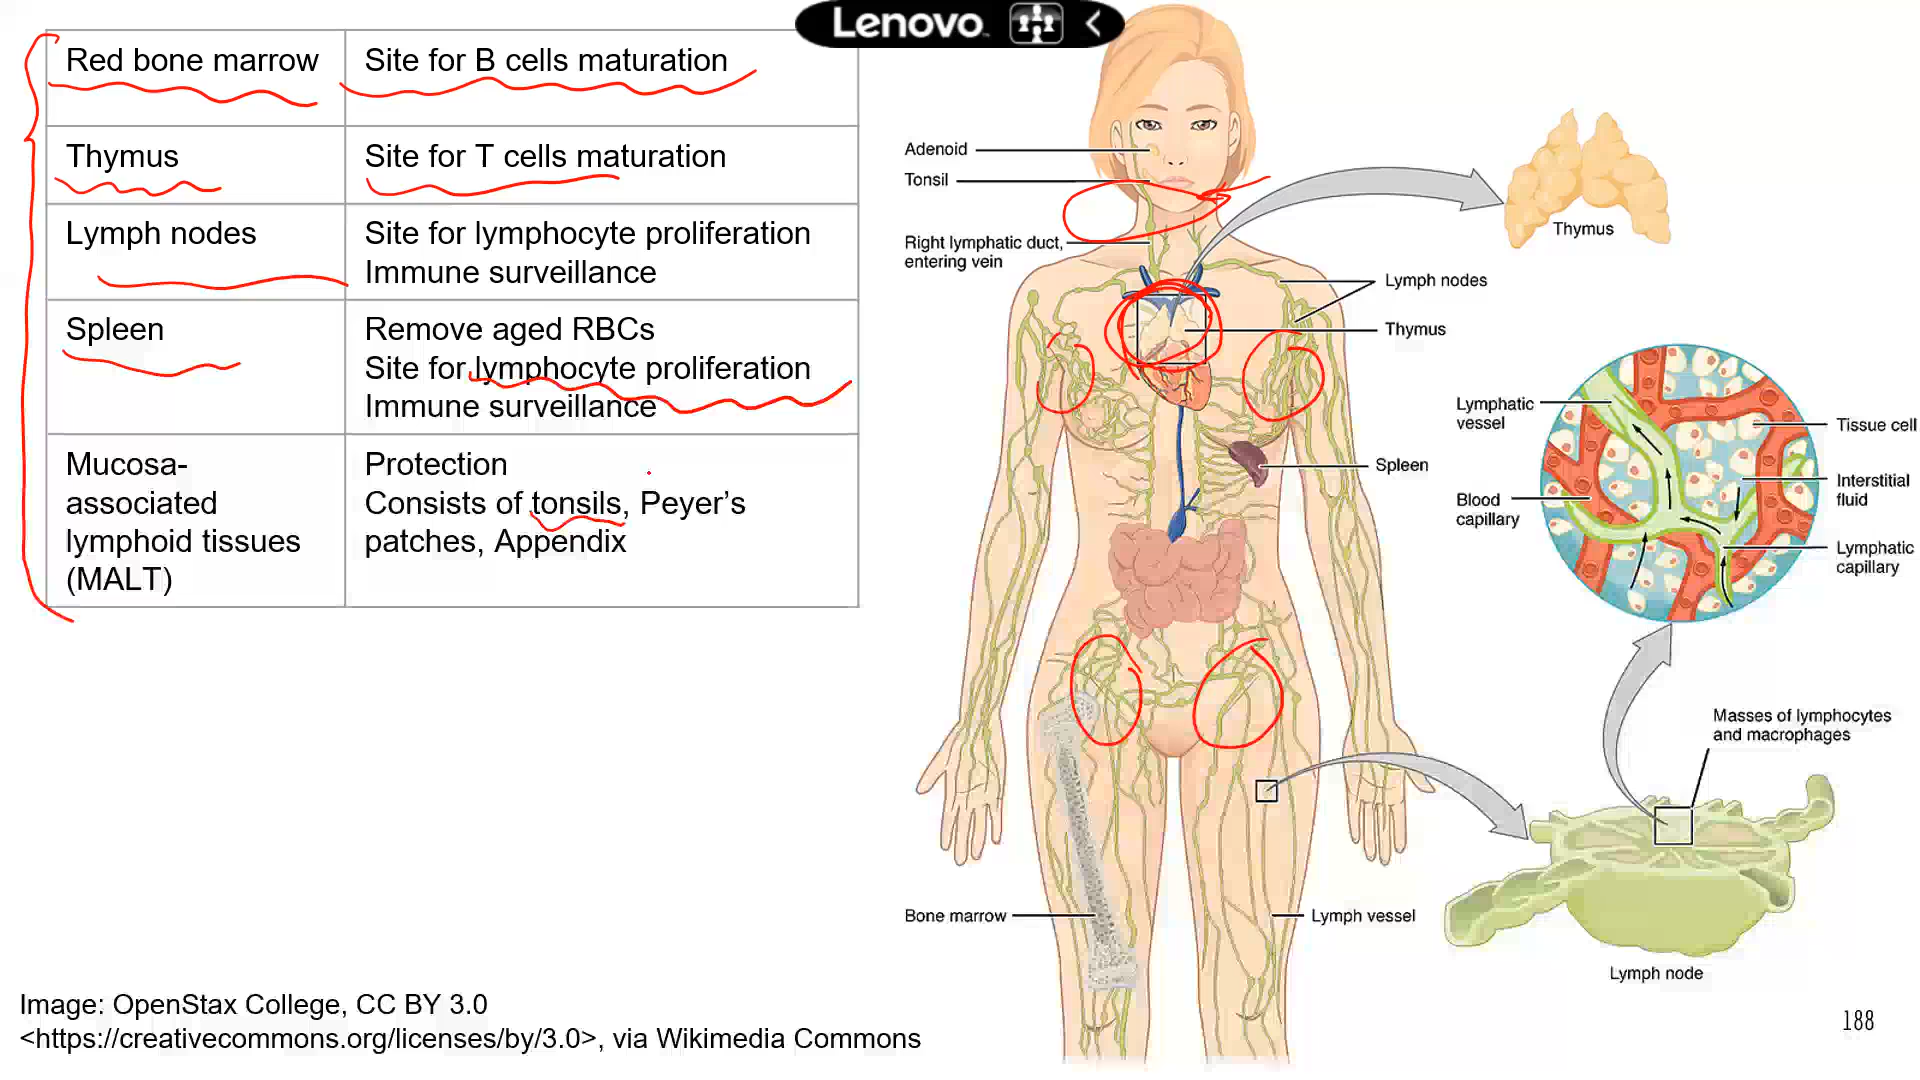 Lenovo
Red bone marrow
Site for B cells maturation
Thymus
Site for T cells maturation
Lymph nodes
Site for lymphocyte proliferation
Immune surveillance
Spleen
Remove aged RBCs
Site for lymphocyte proliferation
Immune surveillance
Mucosa-
associated
lymphoid tissues
(MALT)
Protection
Consists of tonsils, Peyer’s
patches, Appendix
Adenoid
Tonsil
Right lymphatic duct,
entering vein
Thymus
Lymph nodes
Thymus
Spleen
Lymphatic
vessel
Blood
capillary
Tissue cell
Interstitial
fluid
Lymphatic
capillary
Masses of lymphocytes
and macrophages
Bone marrow
Lymph vessel
Lymph node
Image: OpenStax College, CC BY 3.0
<https://creativecommons.org/licenses/by/3.0>, via Wikimedia Commons
188